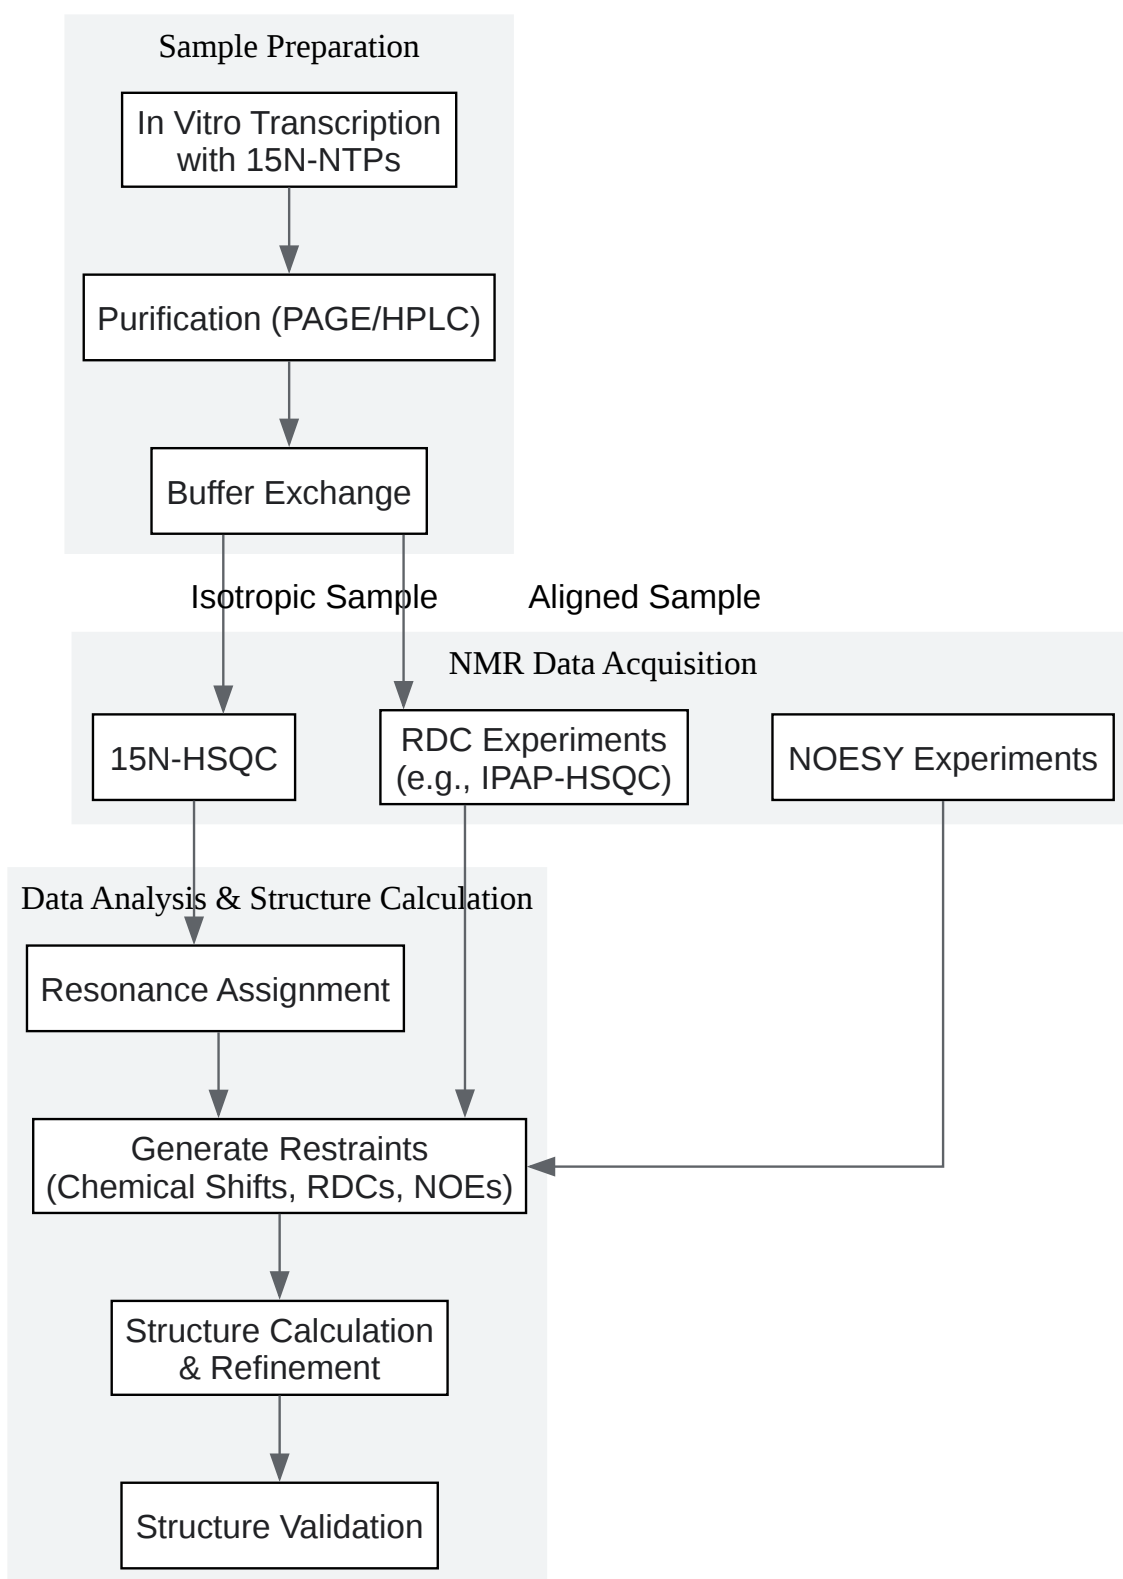 Sample Preparation
In Vitro Transcription
with 15N-NTPs
Purification (PAGE/HPLC)
Buffer Exchange
Isotropic Sample
Aligned Sample
NMR Data Acquisition
15N-HSQC
RDC Experiments
(e.g., IPAP-HSQC)
NOESY Experiments
Data Analysis & Structure Calculation
Resonance Assignment
Generate Restraints
(Chemical Shifts, RDCs, NOEs)
Structure Calculation
& Refinement
Structure Validation